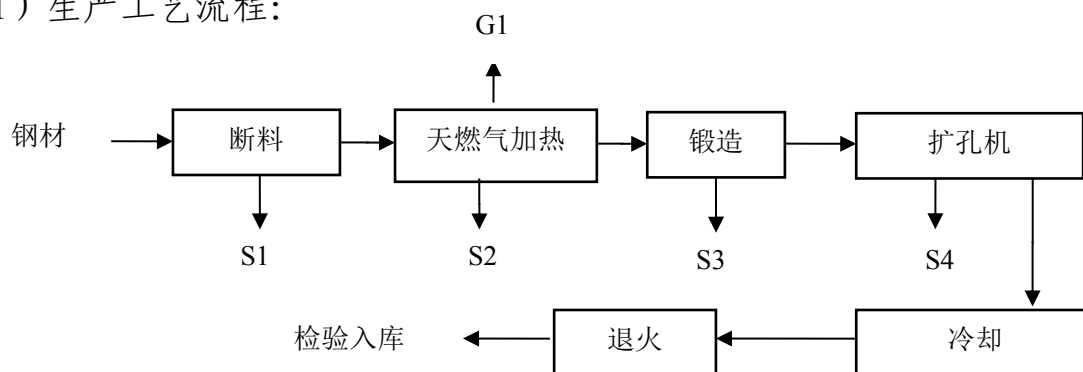 1）生产工艺流程：
G1
钢材 断料 天燃气加热 锻造 扩孔机
S1 S2 S3 S4
检验入库 退火 冷却